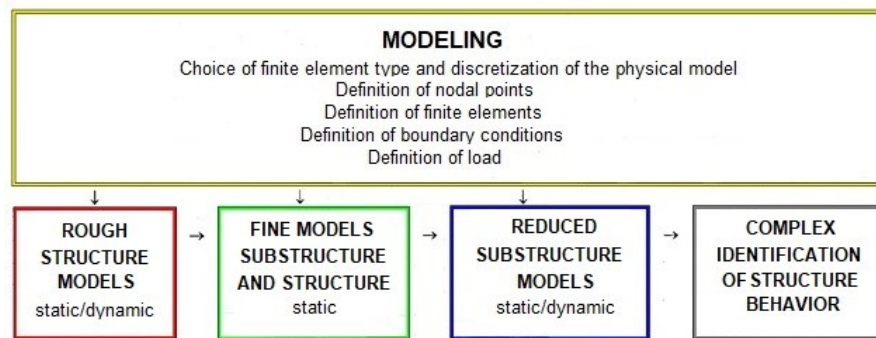 MODELING
Choice of finite element type and discretization of the physical model
Definition of nodal points
Definition of finite elements
Definition of boundary conditions
Definition of load
ROUGH
STRUCTURE
MODELS
static/dynamic
FINE MODELS
SUBSTRUCTURE
AND STRUCTURE
static
REDUCED
SUBSTRUCTURE
MODELS
static/dynamic
COMPLEX
IDENTIFICATION
OF STRUCTURE
BEHAVIOR